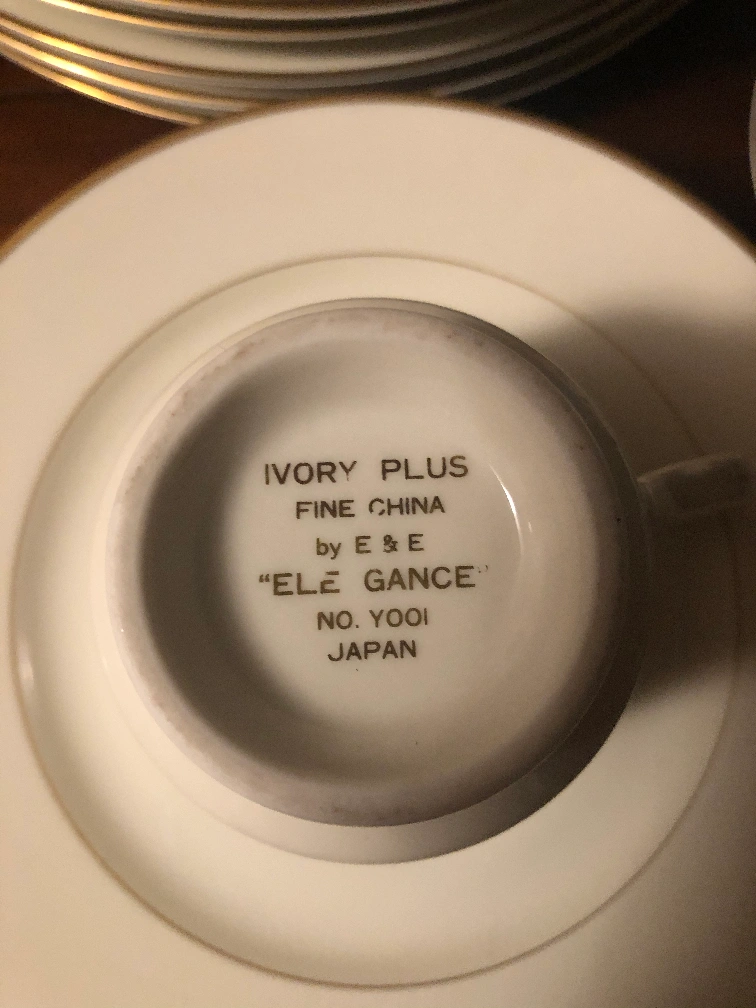 IVORY PLUS
FINE CHINA
by E & E
“ELE GANCE”
NO. Y001
JAPAN